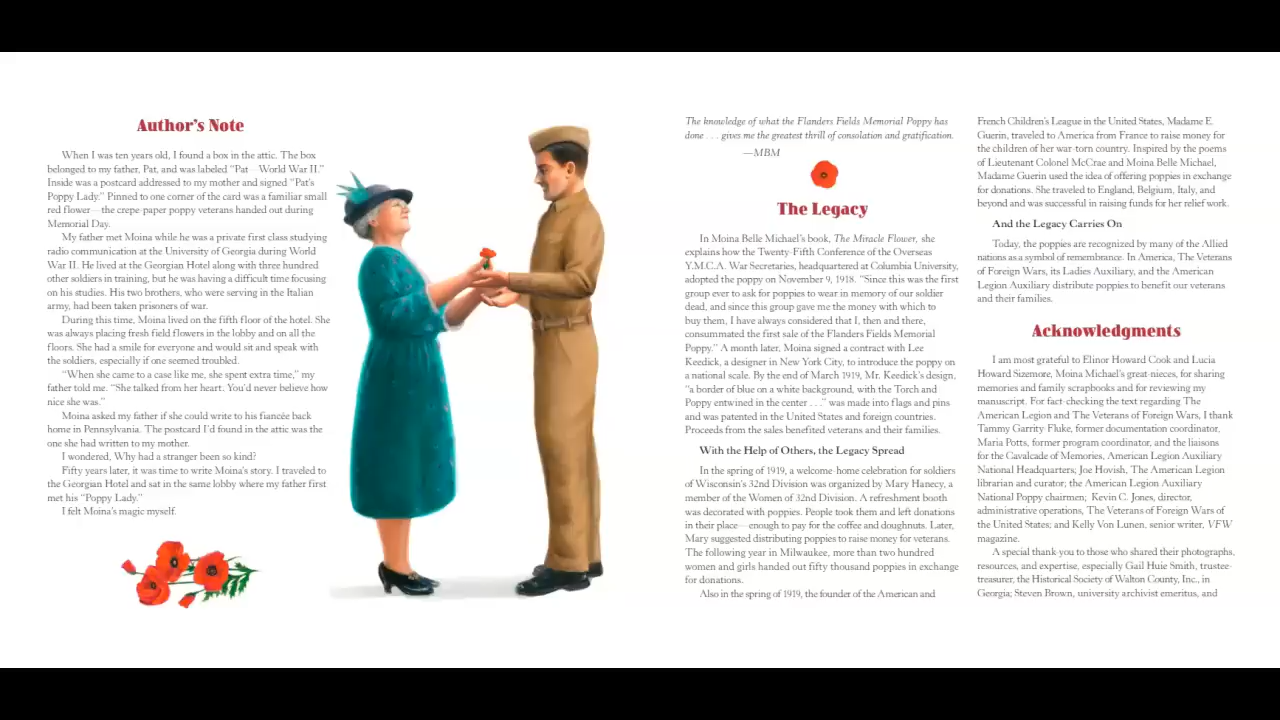 Author's Note
When I was ten years old, I found a box in the attic. The box
belonged to my father, Pat, and was labeled “Pat—World War II.”
Inside was a postcard addressed to my mother and signed “Pat's
Poppy Lady.” Pinned to one corner of the card was a familiar small
red flower—the crepe-paper poppy veterans handed out during
Memorial Day.
My father met Moina while he was a private first class studying
radio communication at the University of Georgia during World
War II. He lived at the Georgian Hotel along with three hundred
other soldiers in training, but he was having a difficult time focusing
on his studies. His two brothers, who were serving in the Italian
army, had been taken prisoners of war.
During this time, Moina lived on the fifth floor of the hotel. She
was always placing fresh field flowers in the lobby and on all the
floors. She had a smile for everyone and would sit and speak with
the soldiers, especially if one seemed troubled.
“When she came to a case like me, she spent extra time,” my
father told me. “She talked from her heart. You'd never believe how
nice she was.”
Moina asked my father if she could write to his fiancée back
home in Pennsylvania. The postcard I'd found in the attic was the
one she had written to my mother.
I wondered, Why had a stranger been so kind?
Fifty years later, it was time to write Moina's story. I traveled to
the Georgian Hotel and sat in the same lobby where my father first
met his “Poppy Lady.”
I felt Moina's magic myself.
The knowledge of what the Flanders Fields Memorial Poppy has
done . . . gives me the greatest thrill of consolation and gratification.
—MBM
The Legacy
In Moina Belle Michael's book, The Miracle Flower, she
explains how the Twenty-Fifth Conference of the Overseas
Y.M.C.A. War Secretaries, headquartered at Columbia University,
adopted the poppy on November 9, 1918. “Since this was the first
group ever to ask for poppies to wear in memory of our soldier
dead, and since this group gave me the money with which to
buy them, I have always considered that I, then and there,
consummated the first sale of the Flanders Fields Memorial
Poppy.” A month later, Moina signed a contract with Lee
Keedick, a designer in New York City, to introduce the poppy on
a national scale. By the end of March 1919, Mr. Keedick's design,
“a border of blue on a white background, with the Torch and
Poppy entwined in the center . . .” was made into flags and pins
and was patented in the United States and foreign countries.
Proceeds from the sales benefited veterans and their families.
With the Help of Others, the Legacy Spread
In the spring of 1919, a welcome-home celebration for soldiers
of Wisconsin's 32nd Division was organized by Mary Hanecy, a
member of the Women of 32nd Division. A refreshment booth
was decorated with poppies. People took them and left donations
in their place—enough to pay for the coffee and doughnuts. Later,
Mary suggested distributing poppies to raise money for veterans.
The following year in Milwaukee, more than two hundred
women and girls handed out fifty thousand poppies in exchange
for donations.
Also in the spring of 1919, the founder of the American and
French Children's League in the United States, Madame E.
Guerin, traveled to America from France to raise money for
the children of her war-torn country. Inspired by the poems
of Lieutenant Colonel McCrae and Moina Belle Michael,
Madame Guerin used the idea of offering poppies in exchange
for donations. She traveled to England, Belgium, Italy, and
beyond and was successful in raising funds for her relief work.
And the Legacy Carries On
Today, the poppies are recognized by many of the Allied
nations as a symbol of remembrance. In America, The Veterans
of Foreign Wars, its Ladies Auxiliary, and the American
Legion Auxiliary distribute poppies to benefit our veterans
and their families.
Acknowledgments
I am most grateful to Elinor Howard Cook and Lucia
Howard Sizemore, Moina Michael's great-nieces, for sharing
memories and family scrapbooks and for reviewing my
manuscript. For fact-checking the text regarding The
American Legion and The Veterans of Foreign Wars, I thank
Tammy Garrity-Fluke, former documentation coordinator,
Maria Potts, former program coordinator, and the liaisons
for the Cavalcade of Memories, American Legion Auxiliary
National Headquarters; Joe Hovish, The American Legion
librarian and curator; the American Legion Auxiliary
National Poppy chairmen; Kevin C. Jones, director,
administrative operations, The Veterans of Foreign Wars of
the United States; and Kelly Von Lunen, senior writer, VFW
magazine.
A special thank-you to those who shared their photographs,
resources, and expertise, especially Gail Huie Smith, trustee-
treasurer, the Historical Society of Walton County, Inc., in
Georgia; Steven Brown, university archivist emeritus, and